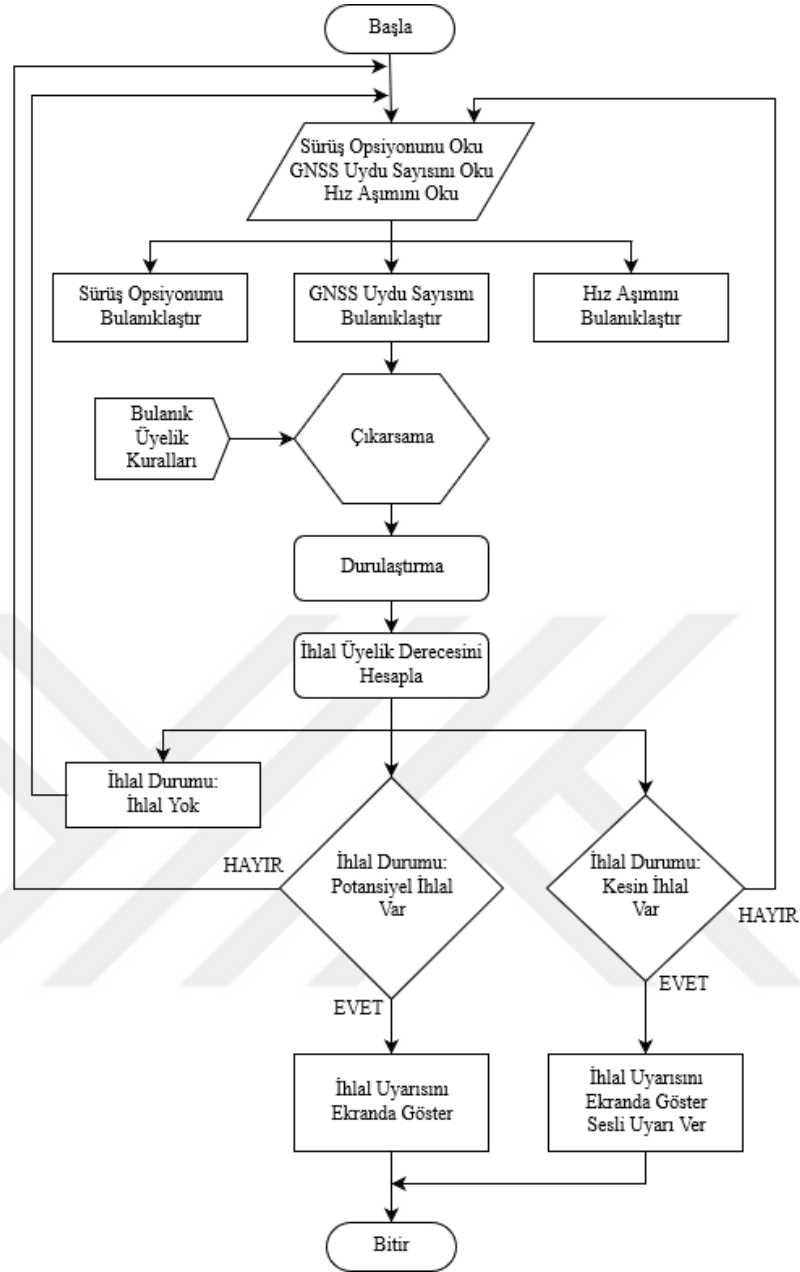 Başla
Sürüş Opsiyonunu Oku
GNSS Uydu Sayısını Oku
Hız Aşımını Oku
Sürüş Opsiyonunu
Bulanıklaştır
GNSS Uydu Sayısını
Bulanıklaştır
Hız Aşımını
Bulanıklaştır
Bulanık
Üyelik
Kuralları
Çıkarsama
Durulaştırma
İhlal Üyelik Derecesini
Hesapla
İhlal Durumu:
İhlal Yok
HAYIR
İhlal Durumu:
Potansiyel İhlal
Var
İhlal Durumu:
Kesin İhlal
Var
HAYIR
EVET
EVET
İhlal Uyarısını
Ekranda Göster
İhlal Uyarısını
Ekranda Göster
Sesli Uyarı Ver
Bitir